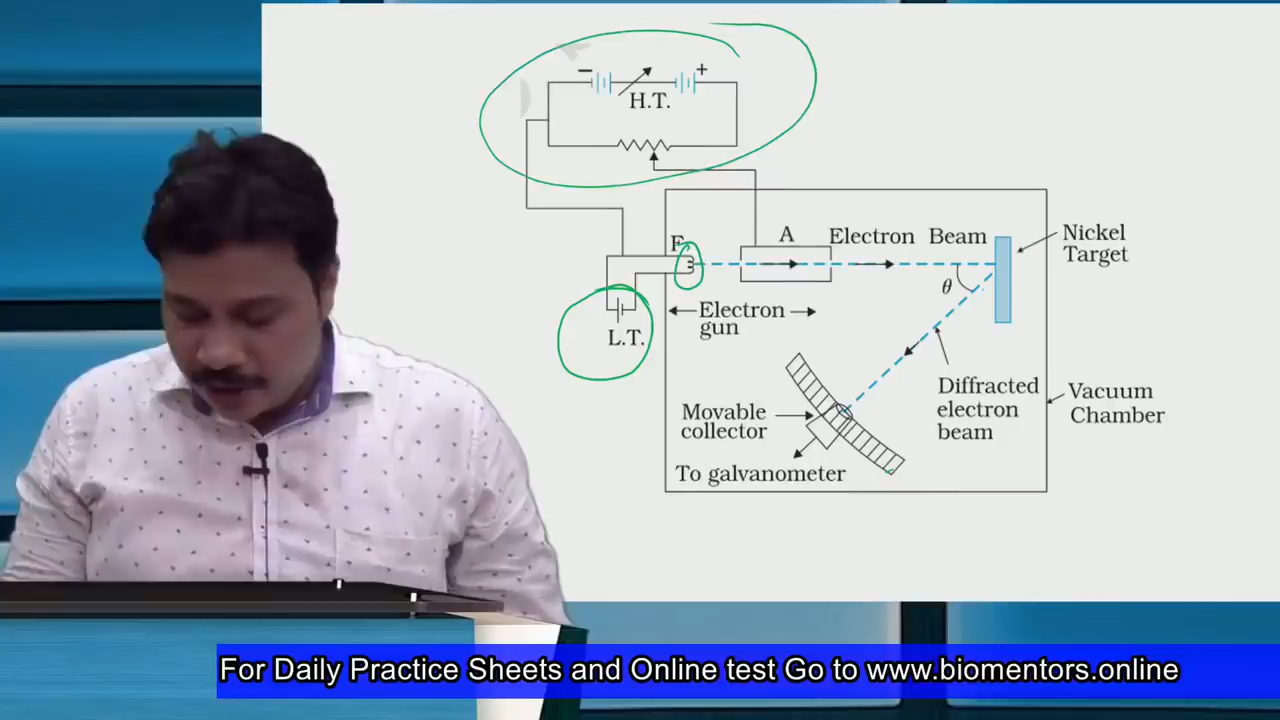 − +
H.T.
F
A Electron Beam
Nickel
Target
θ
Electron
gun
L.T.
Diffracted
electron
beam
Vacuum
Chamber
Movable
collector
To galvanometer
For Daily Practice Sheets and Online test Go to www.biomentors.online